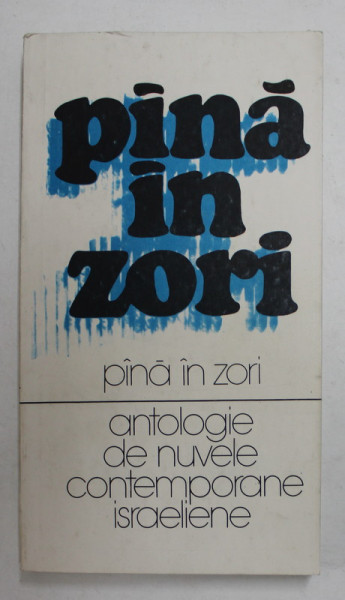 pînă
în
zori
pînă în zori
antologie
de nuvele
contemporane
israeliene